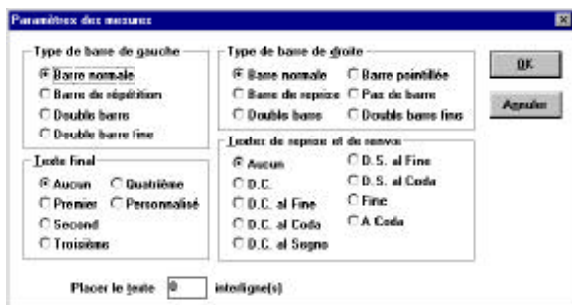 Paramètres des mesures
Type de barre de gauche
Barre normale
Barre de répétition
Double barre
Double barre fine
Type de barre de droite
Barre normale
Barre de reprise
Double barre
Barre pointillée
Pas de barre
Double barre fine
OK
Annuler
Texte final
Aucun
Premier
Second
Troisième
Quatrième
Personnalisé
Textes de reprise et de renvoi
Aucun
D.C.
D.C. al Fine
D.C. al Coda
D.C. al Segno
D.S. al Fine
D.S. al Coda
Fine
A Coda
Placer le texte 0 interligne(s)